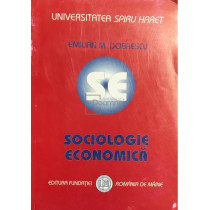 UNIVERSITATEA SPIRU HARET
EMILIAN M. DOBRESCU
SE
SOCIOLOGIE
ECONOMICĂ
EDITURA FUNDAȚIEI ROMÂNIA DE MÂINE